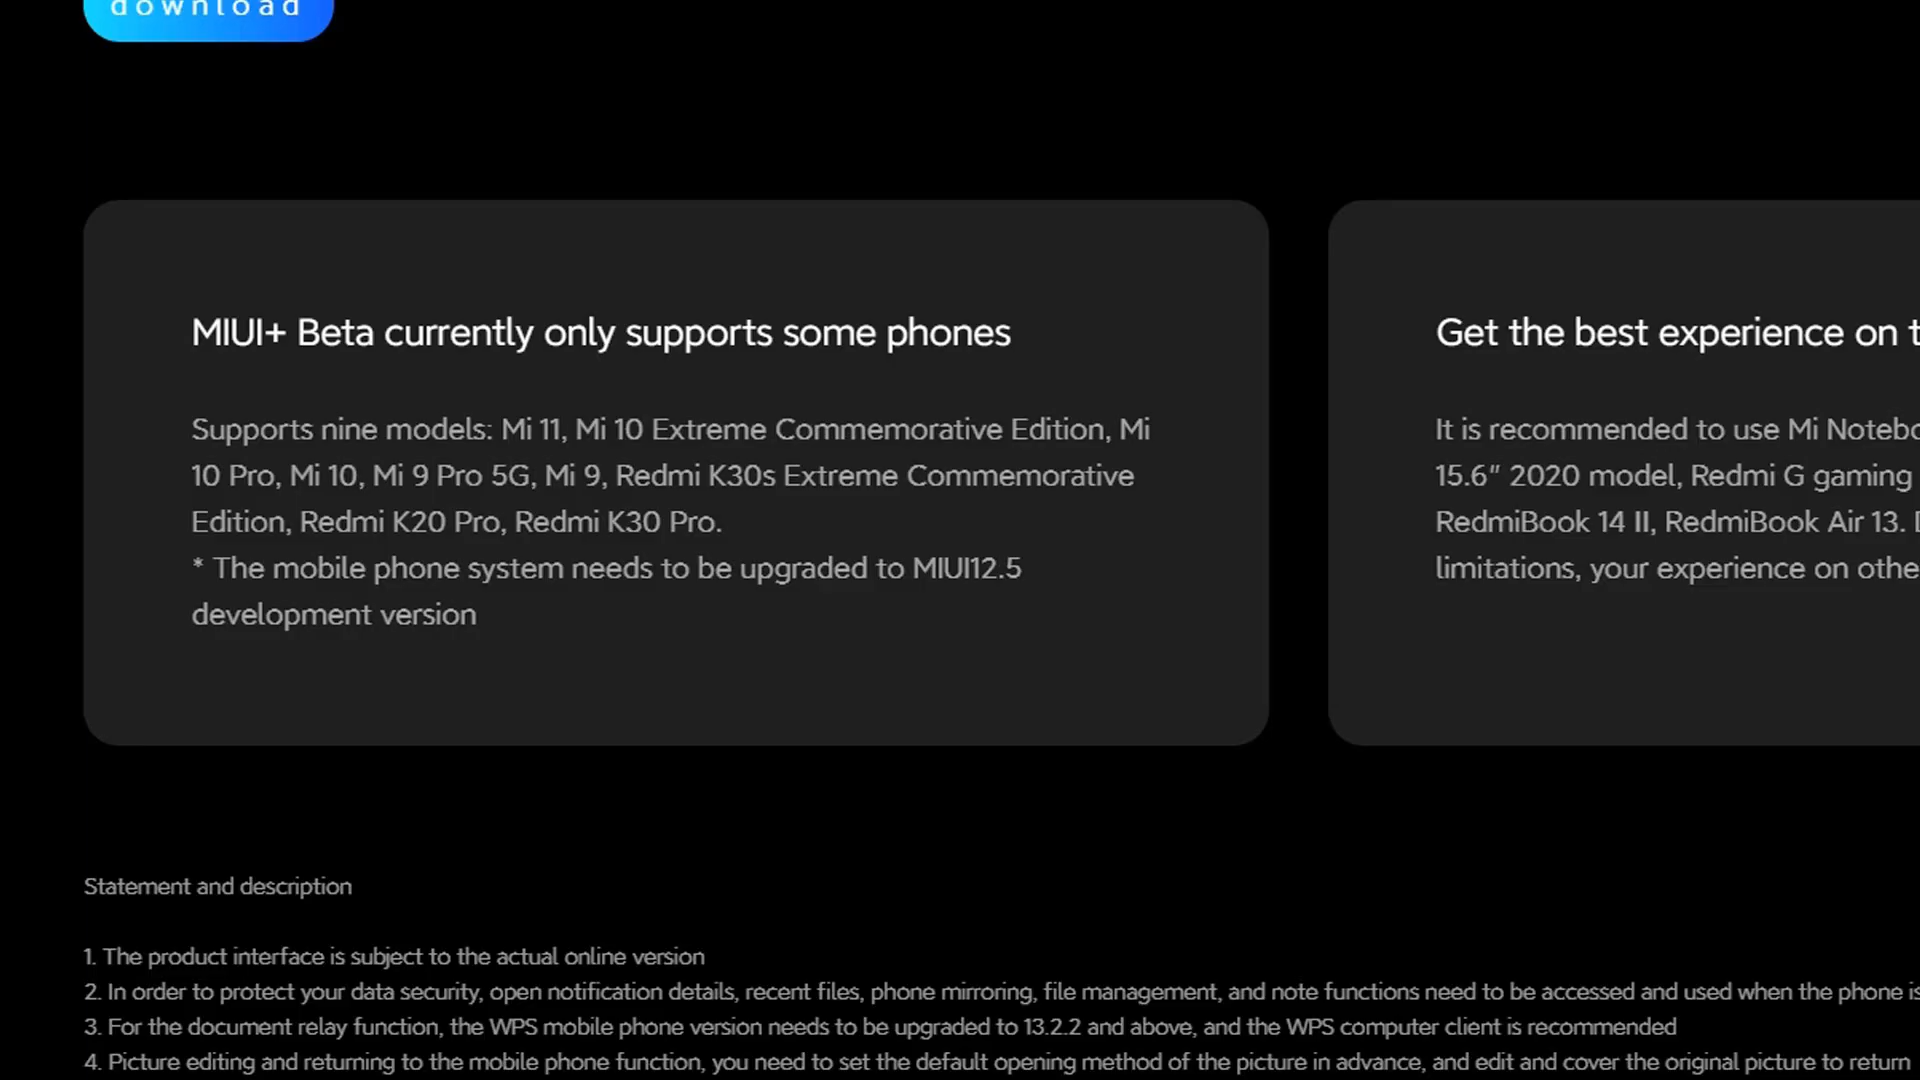 download
MIUI+ Beta currently only supports some phones
Supports nine models: Mi 11, Mi 10 Extreme Commemorative Edition, Mi
10 Pro, Mi 10, Mi 9 Pro 5G, Mi 9, Redmi K30s Extreme Commemorative
Edition, Redmi K20 Pro, Redmi K30 Pro.
* The mobile phone system needs to be upgraded to MIUI12.5
development version
Get the best experience on
It is recommended to use Mi
15.6" 2020 model, Redmi G gaming
RedmiBook 14 II, RedmiBook Air 13.
limitations, your experience on
Statement and description
1. The product interface is subject to the actual online version
2. In order to protect your data security, open notification details, recent files, phone mirroring, file management, and note functions need to be accessed and used when the phone is
3. For the document relay function, the WPS mobile phone version needs to be upgraded to 13.2.2 and above, and the WPS computer client is recommended
4. Picture editing and returning to the mobile phone function, you need to set the default opening method of the picture in advance, and edit and cover the original picture to return